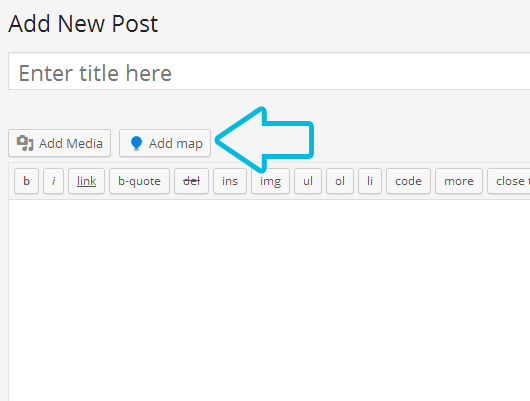 Add New Post
Enter title here
Add Media Add map
b i link b-quote del ins img ul ol li code more close t